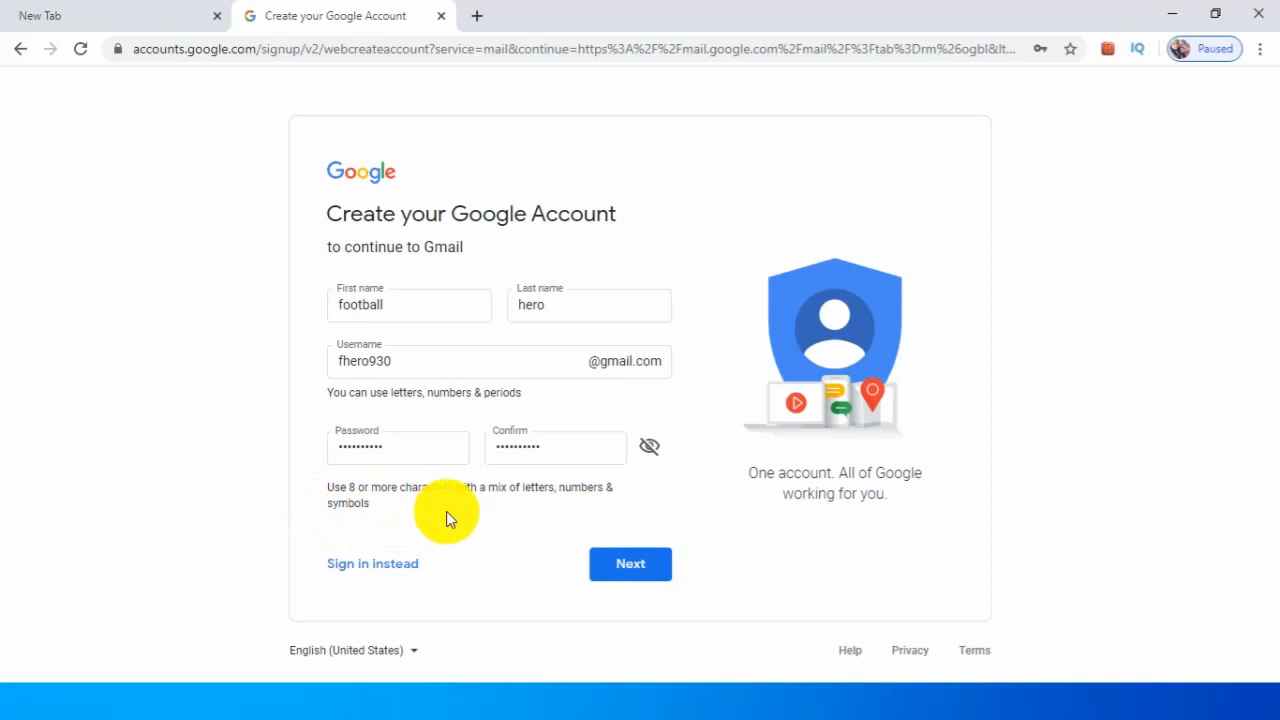 New Tab
Create your Google Account
accounts.google.com/signup/v2/webcreateaccount?service=mail&continue=https%3A%2F%2Fmail.google.com%2Fmail%2F%3Ftab%3Drm%26ogbl&lt...
IQ
Paused
Google
Create your Google Account
to continue to Gmail
First name
Last name
football
hero
Username
fhero930
@gmail.com
You can use letters, numbers & periods
Password
Confirm
••••••••••
••••••••••
Use 8 or more with a mix of letters, numbers &
symbols
One account. All of Google
working for you.
Sign in instead
Next
English (United States)
Help
Privacy
Terms